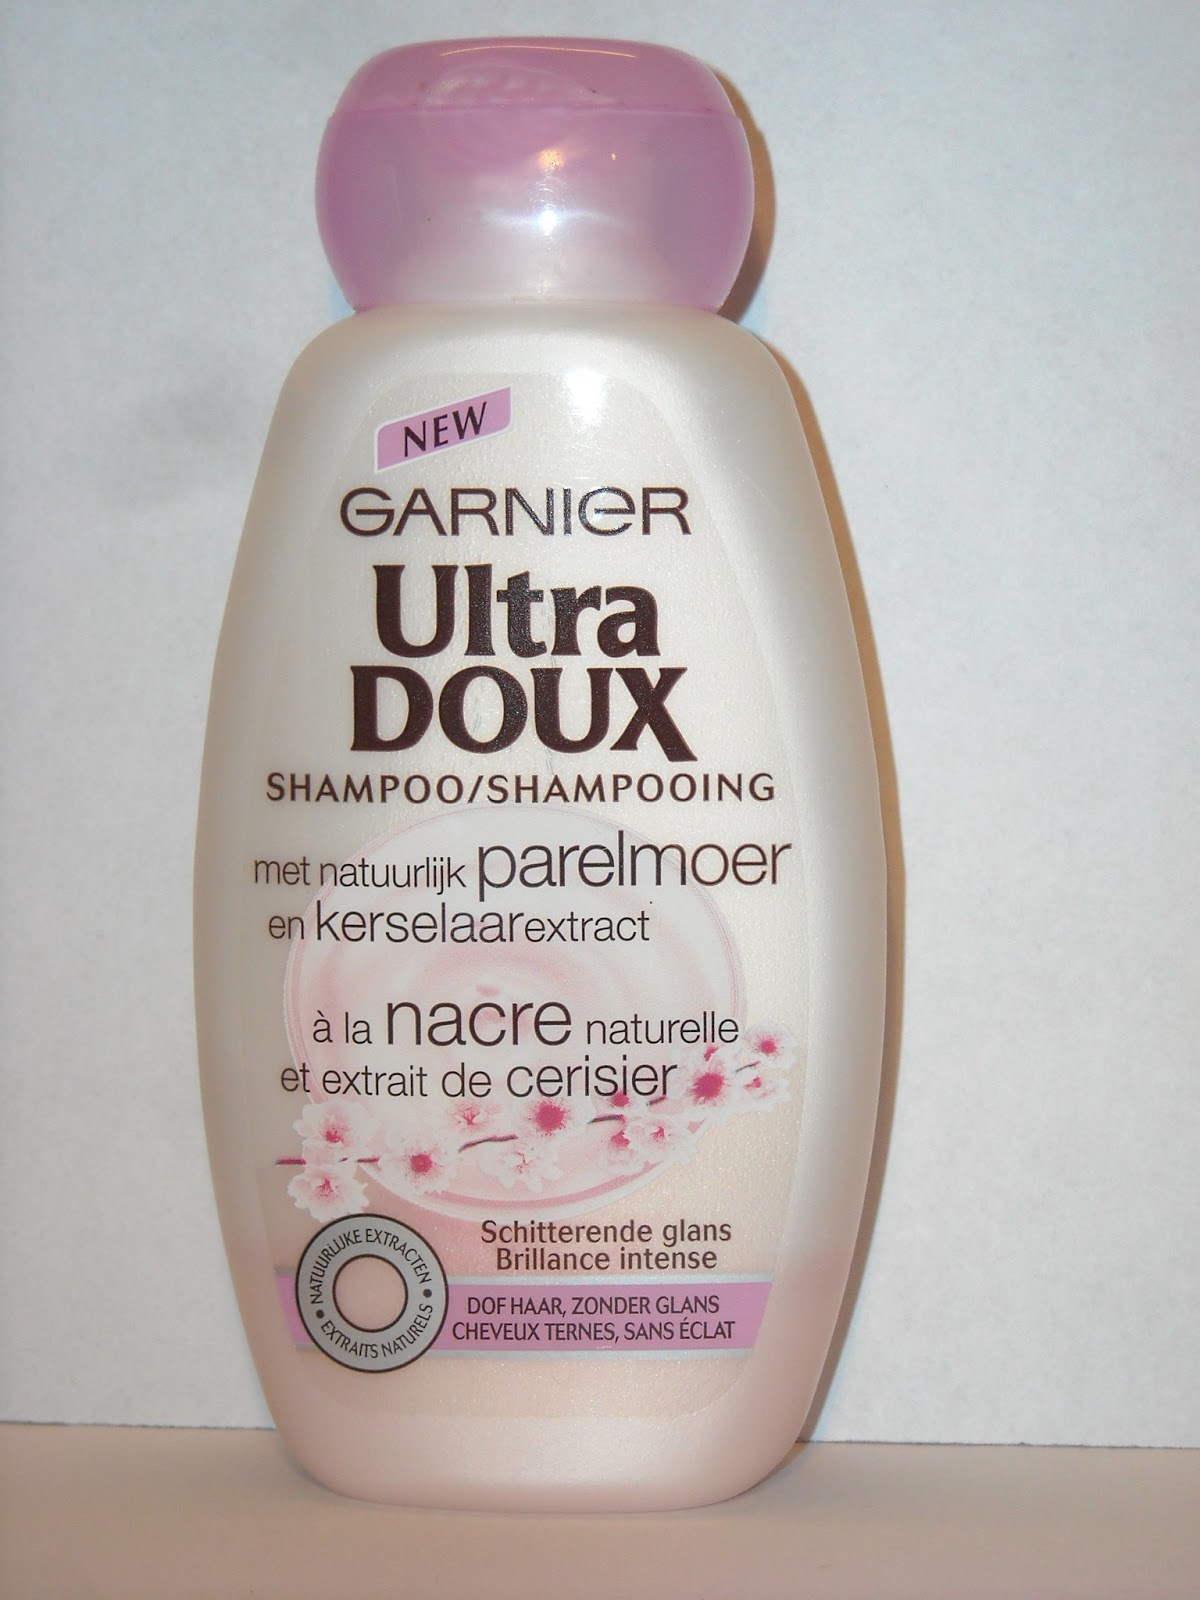 NEW
GARNIER
Ultra
DOUX
SHAMPOO/SHAMPOOING
met natuurlijk parelmoer
en kerselaarextract
à la nacre naturelle
et extrait de cerisier
Schitterende glans
Brillance intense
NATUURLIJKE EXTRACTEN •
EXTRAITS NATURELS •
DOF HAAR, ZONDER GLANS
CHEVEUX TERNES, SANS ÉCLAT